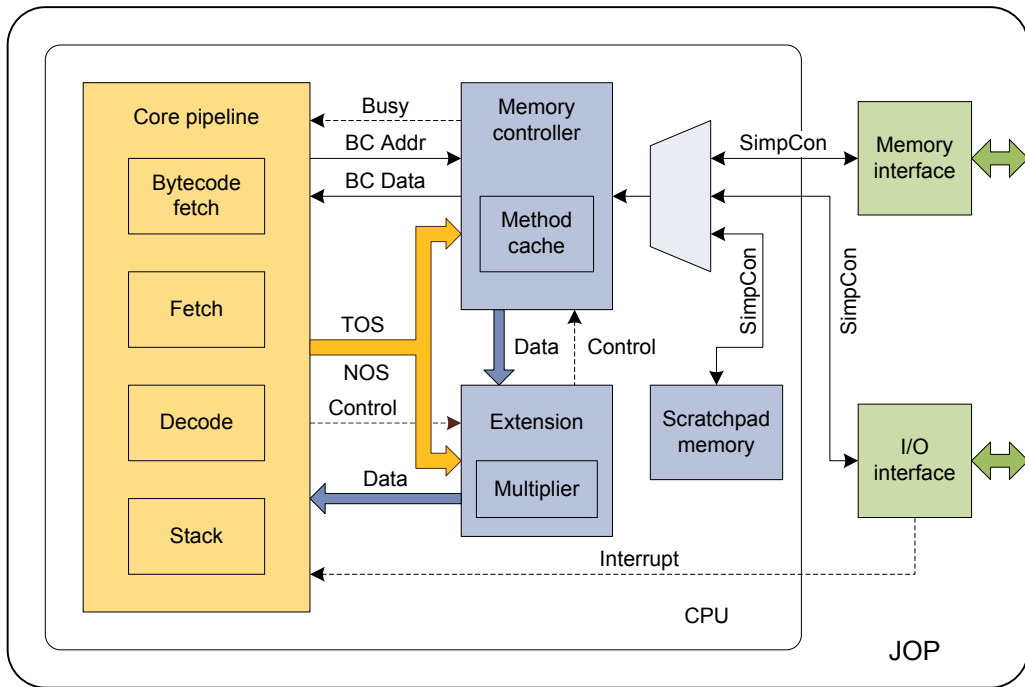 Core pipeline
Bytecode
fetch
Fetch
Decode
Stack
Busy
BC Addr
BC Data
TOS
NOS
Control
Data
Memory
controller
Method
cache
Data
Control
Extension
Multiplier
SimpCon
SimpCon
SimpCon
Scratchpad
memory
Memory
interface
I/O
interface
Interrupt
CPU
JOP